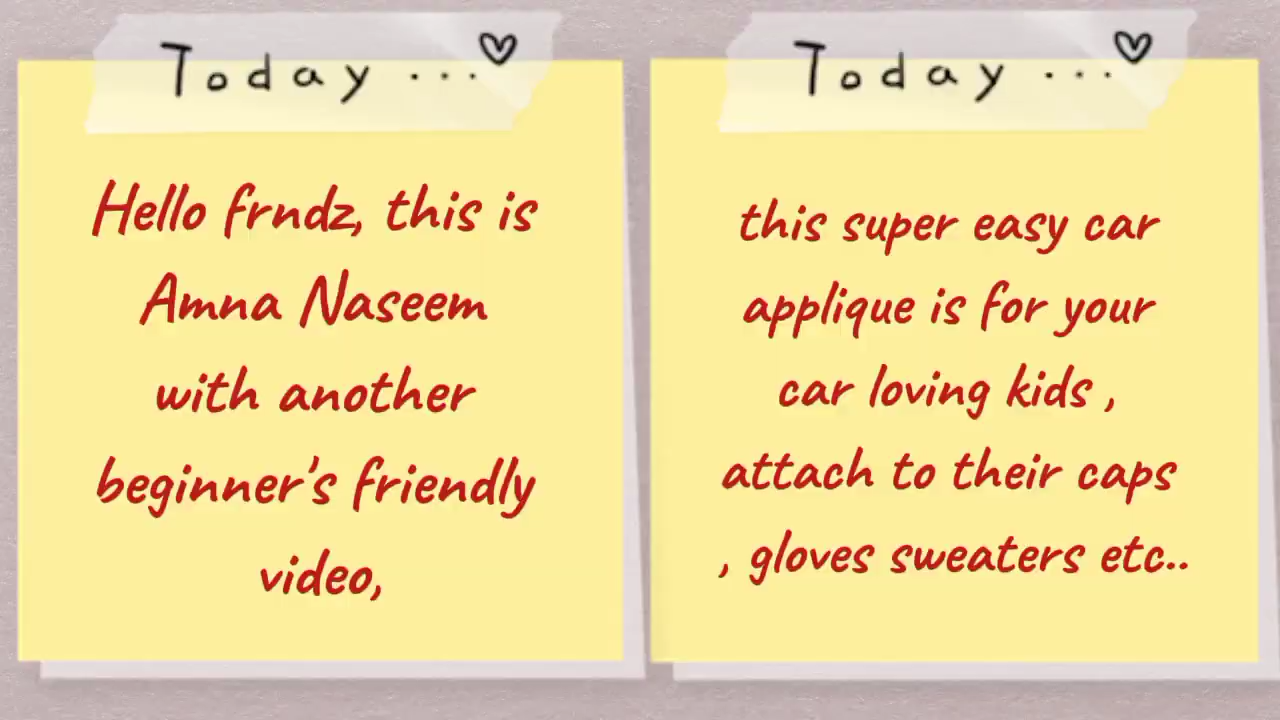 Today ...
Hello frndz, this is
Amna Naseem
with another
beginner's friendly
video,
Today ...
this super easy car
applique is for your
car loving kids ,
attach to their caps
, gloves sweaters etc..